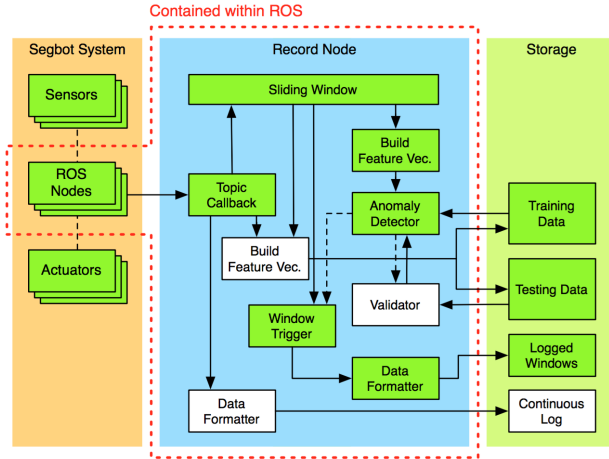 Contained within ROS
Segbot System
Record Node
Storage
Sensors
Sliding Window
Build
Feature Vec.
ROS
Nodes
Topic
Callback
Anomaly
Detector
Training
Data
Build
Feature Vec.
Actuators
Validator
Testing Data
Window
Trigger
Logged
Windows
Data
Formatter
Data
Formatter
Continuous
Log